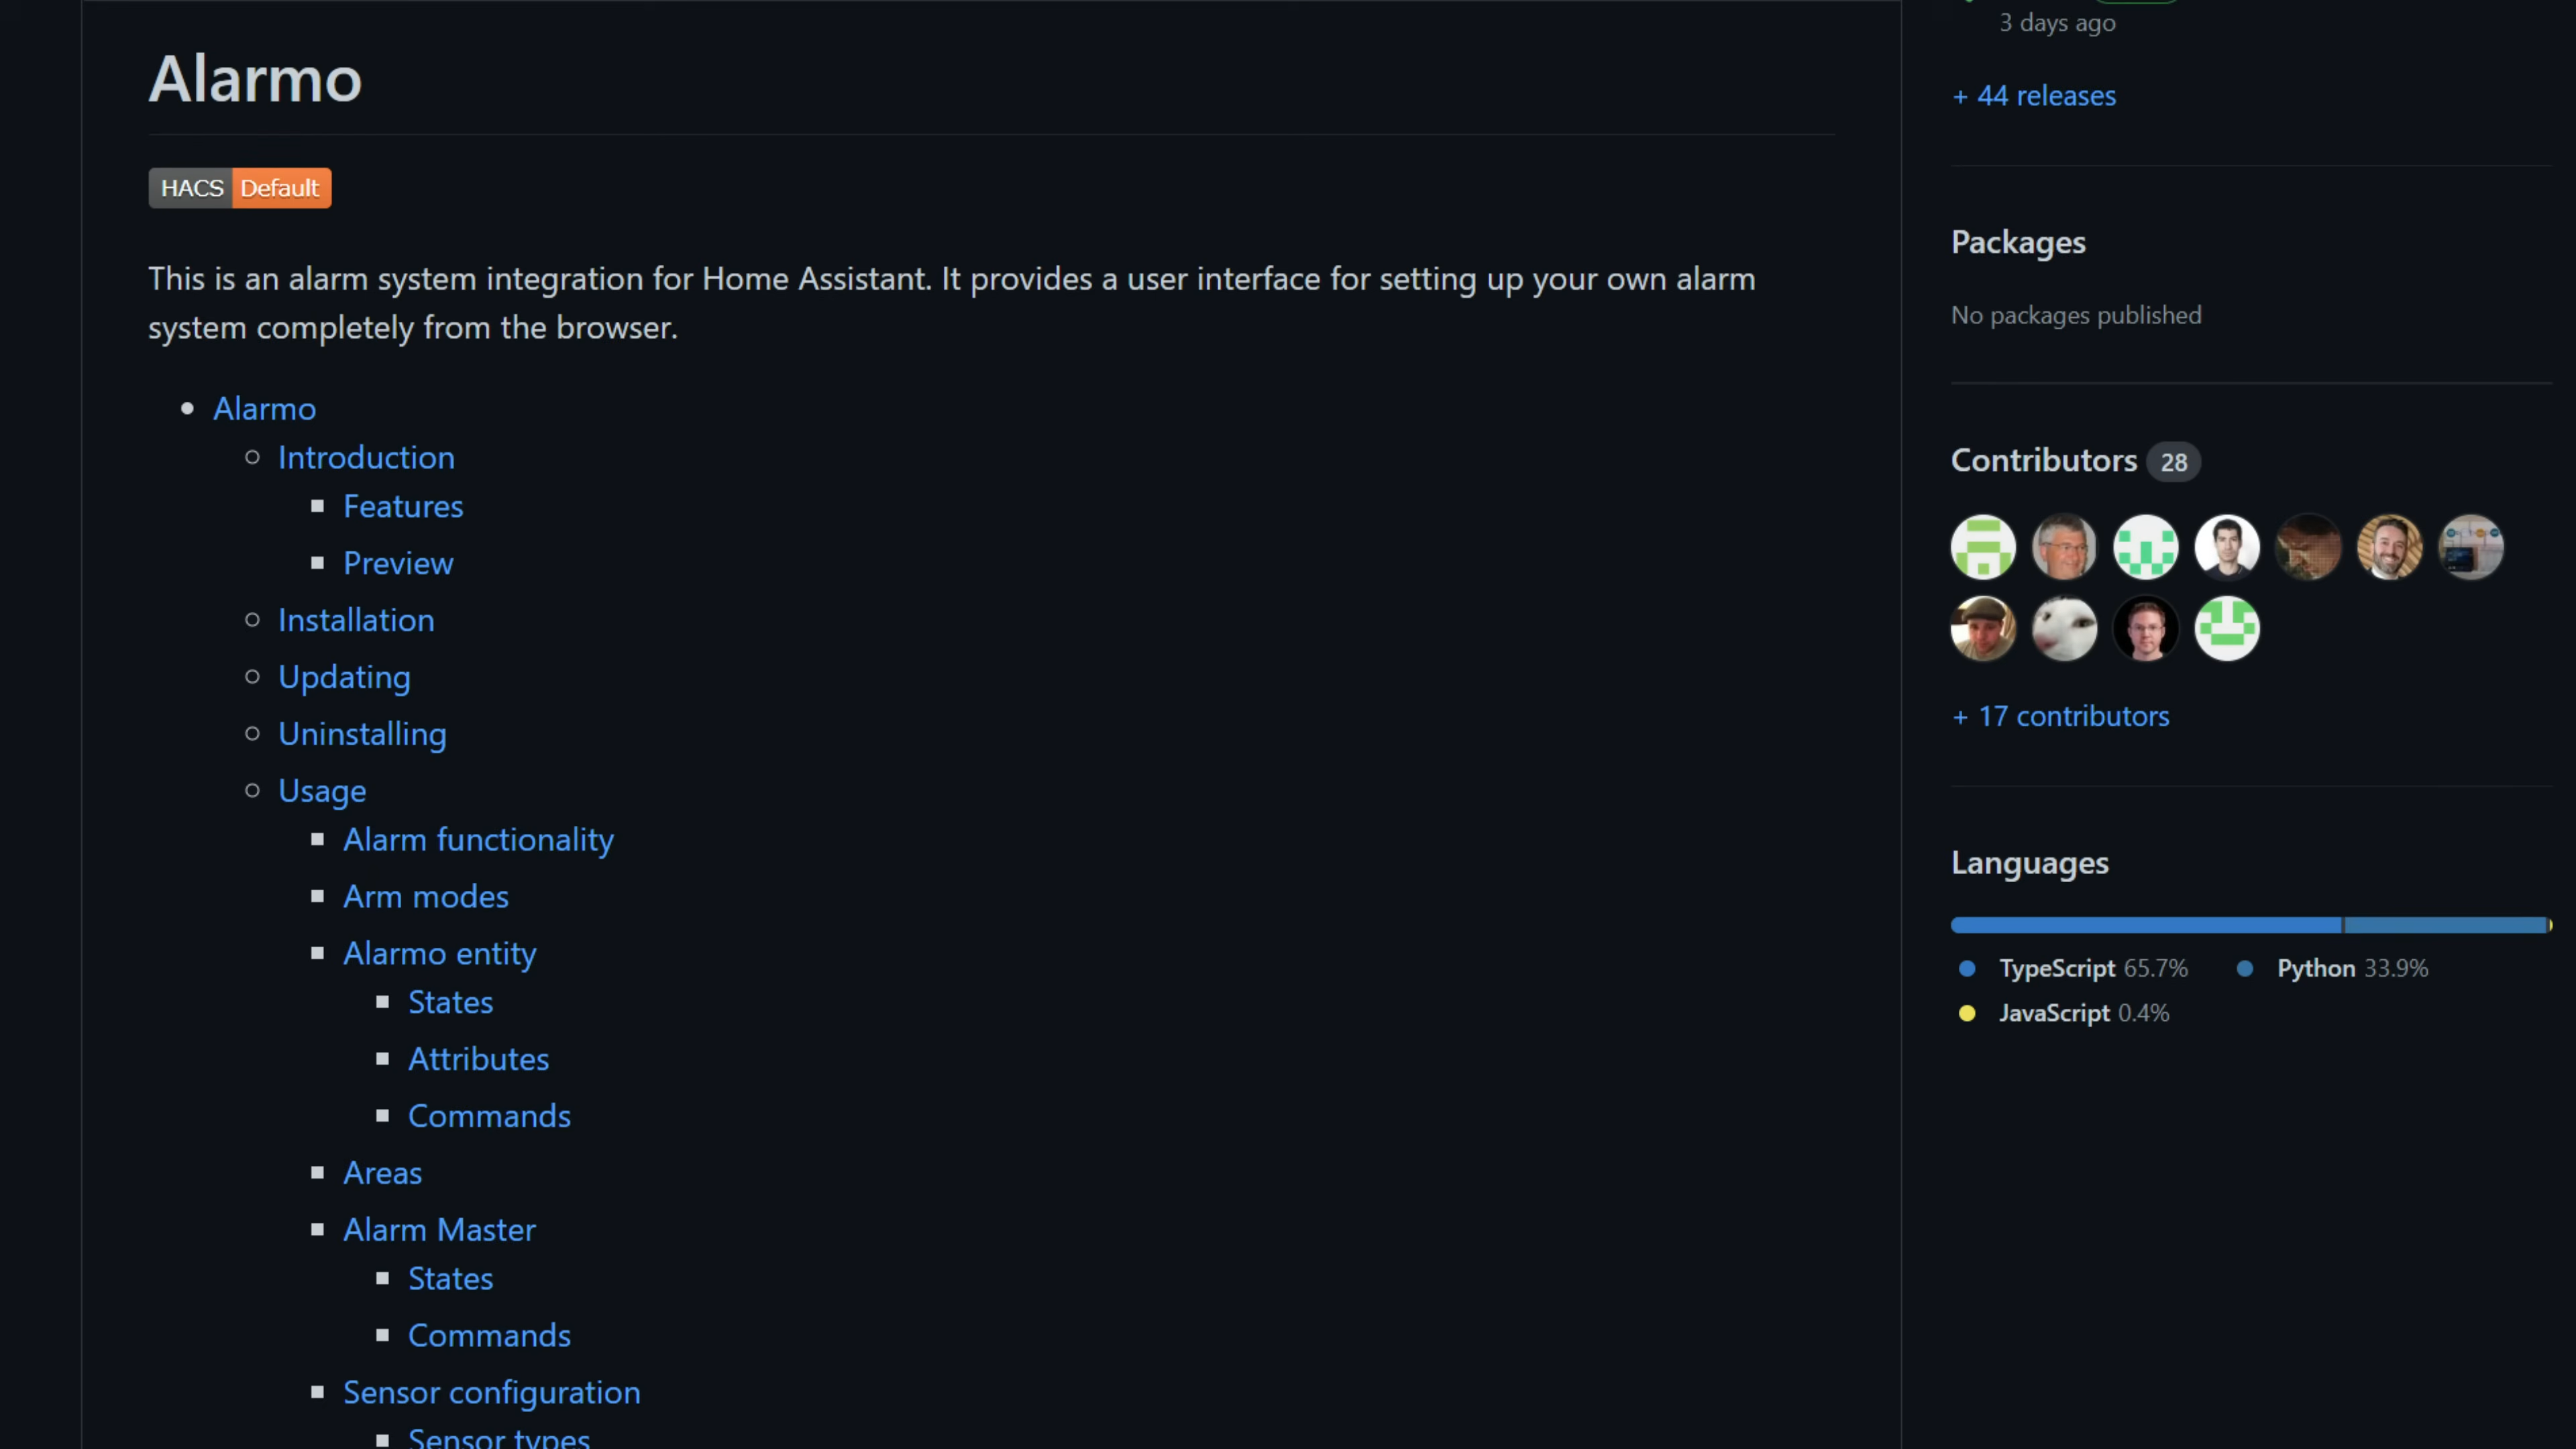 Alarmo
HACS Default
This is an alarm system integration for Home Assistant. It provides a user interface for setting up your own alarm
system completely from the browser.
Alarmo
Introduction
Features
Preview
Installation
Updating
Uninstalling
Usage
Alarm functionality
Arm modes
Alarmo entity
States
Attributes
Commands
Areas
Alarm Master
States
Commands
Sensor configuration
Sensor types
3 days ago
+ 44 releases
Packages
No packages published
Contributors 28
+ 17 contributors
Languages
TypeScript 65.7% Python 33.9%
JavaScript 0.4%